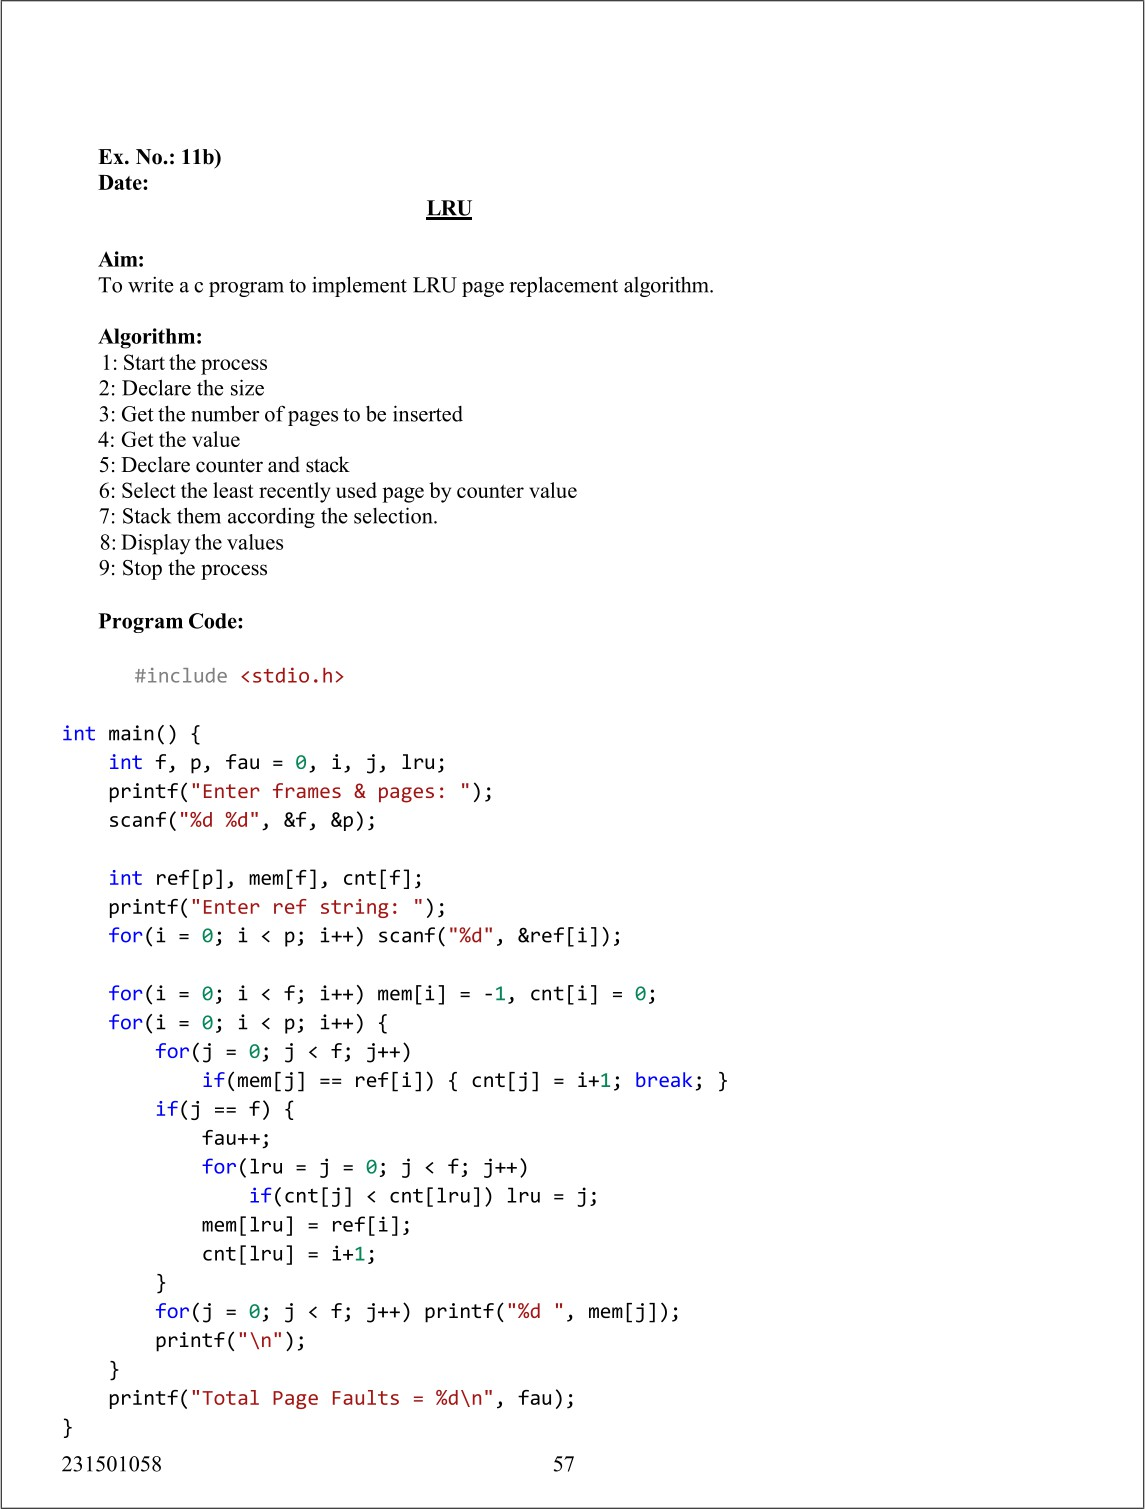 Ex. No.: 11b)
Date:
LRU
Aim:
To write a c program to implement LRU page replacement algorithm.
Algorithm:
1: Start the process
2: Declare the size
3: Get the number of pages to be inserted
4: Get the value
5: Declare counter and stack
6: Select the least recently used page by counter value
7: Stack them according the selection.
8: Display the values
9: Stop the process
Program Code:
#include <stdio.h>
int main() {
    int f, p, fau = 0, i, j, lru;
    printf("Enter frames & pages: ");
    scanf("%d %d", &f, &p);
    int ref[p], mem[f], cnt[f];
    printf("Enter ref string: ");
    for(i = 0; i < p; i++) scanf("%d", &ref[i]);
    for(i = 0; i < f; i++) mem[i] = -1, cnt[i] = 0;
    for(i = 0; i < p; i++) {
        for(j = 0; j < f; j++)
            if(mem[j] == ref[i]) { cnt[j] = i+1; break; }
        if(j == f) {
            fau++;
            for(lru = j = 0; j < f; j++)
                if(cnt[j] < cnt[lru]) lru = j;
            mem[lru] = ref[i];
            cnt[lru] = i+1;
        }
        for(j = 0; j < f; j++) printf("%d ", mem[j]);
        printf("\n");
    }
    printf("Total Page Faults = %d\n", fau);
}
231501058 57